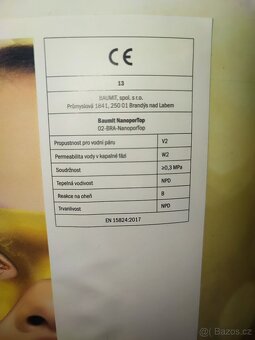 CE
13
BAUMIT, spol. s r.o.
Průmyslová 1841, 250 01 Brandýs nad Labem
Baumit NanoporTop
02-BRA-NanoporTop
Propustnost pro vodní páru V2
Permeabilita vody v kapalné fázi W2
Soudržnost ≥0,3 MPa
Tepelná vodivost NPD
Reakce na oheň B
Trvanlivost NPD
EN 15824:2017
Bazos.cz